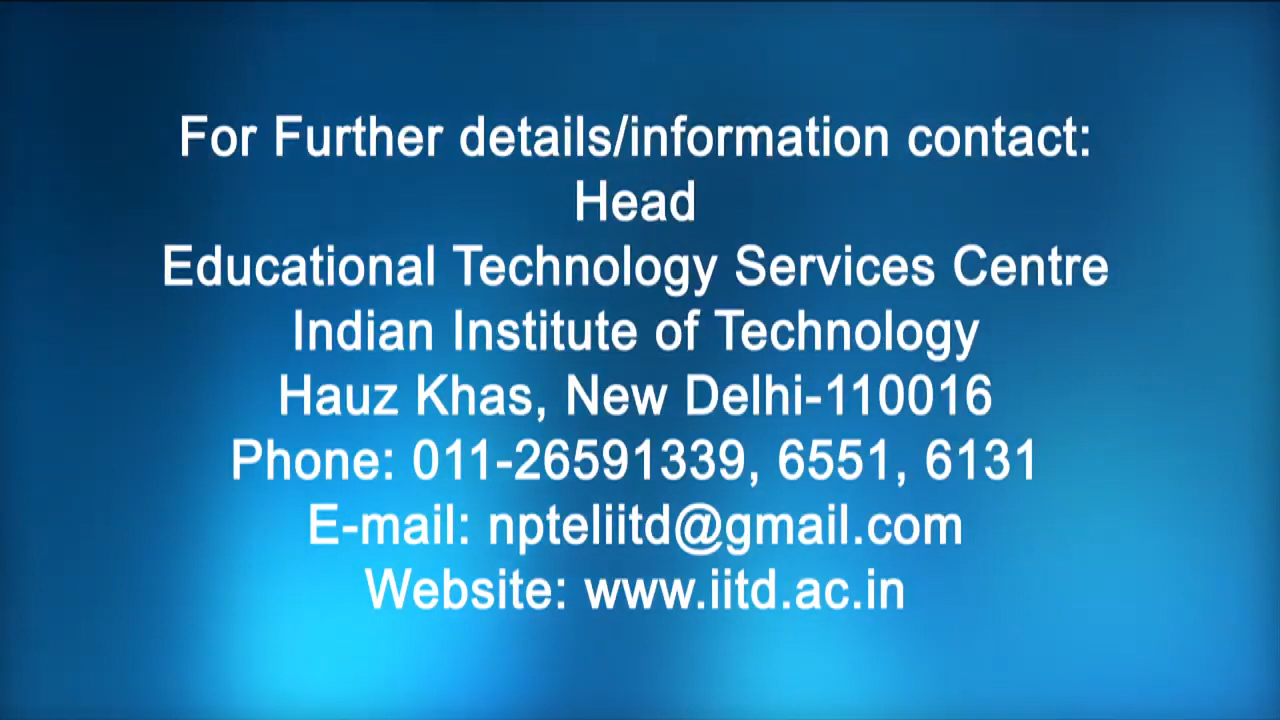 For Further details/information contact:
Head
Educational Technology Services Centre
Indian Institute of Technology
Hauz Khas, New Delhi-110016
Phone: 011-26591339, 6551, 6131
E-mail: npteliitd@gmail.com
Website: www.iitd.ac.in